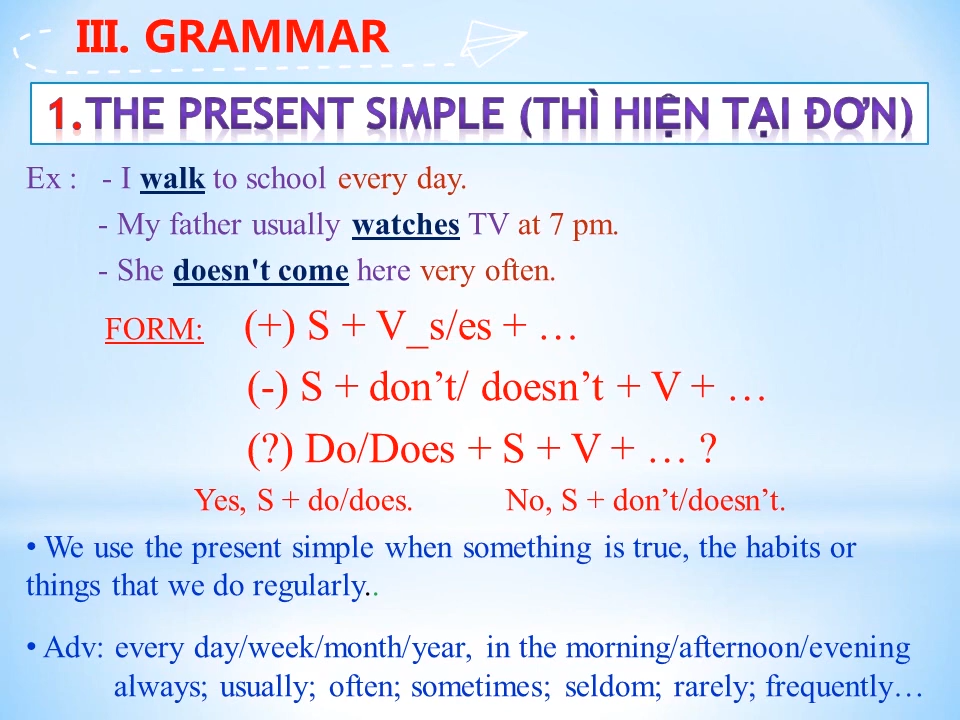 III. GRAMMAR
1.THE PRESENT SIMPLE (THÌ HIỆN TẠI ĐƠN)
Ex : - I walk to school every day.
- My father usually watches TV at 7 pm.
- She doesn't come here very often.
FORM: (+) S + V_s/es + …
(-) S + don’t/ doesn’t + V + …
(?) Do/Does + S + V + … ?
Yes, S + do/does. No, S + don’t/doesn’t.
• We use the present simple when something is true, the habits or
things that we do regularly..
• Adv: every day/week/month/year, in the morning/afternoon/evening
always; usually; often; sometimes; seldom; rarely; frequently…